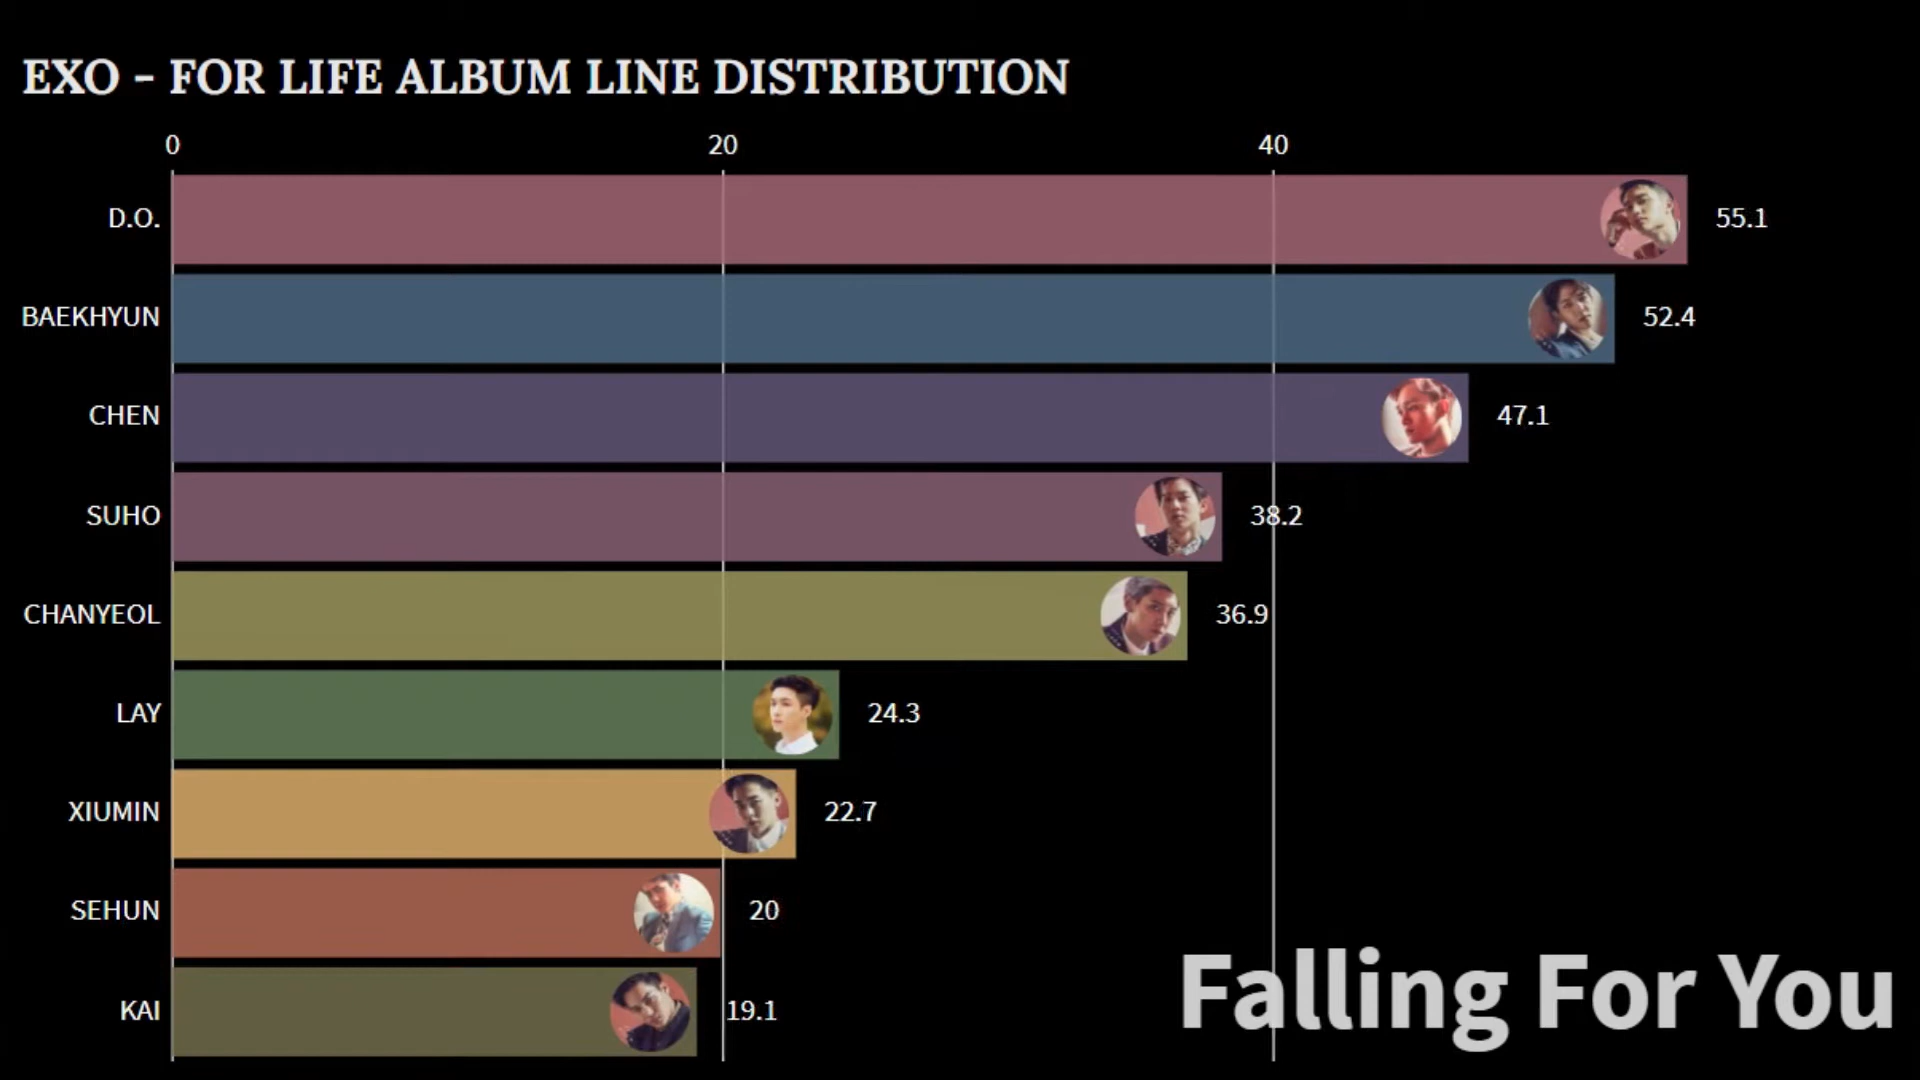 EXO - FOR LIFE ALBUM LINE DISTRIBUTION
0 20 40
D.O. 55.1
BAEKHYUN 52.4
CHEN 47.1
SUHO 38.2
CHANYEOL 36.9
LAY 24.3
XIUMIN 22.7
SEHUN 20
KAI 19.1
Falling For You